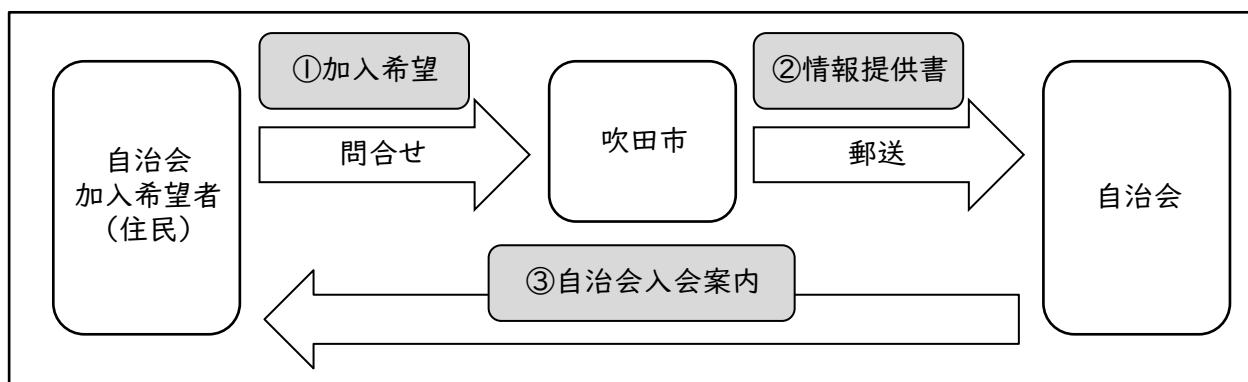 ①加入希望
②情報提供書
自治会
加入希望者
（住民）
問合せ
吹田市
郵送
自治会
③自治会入会案内